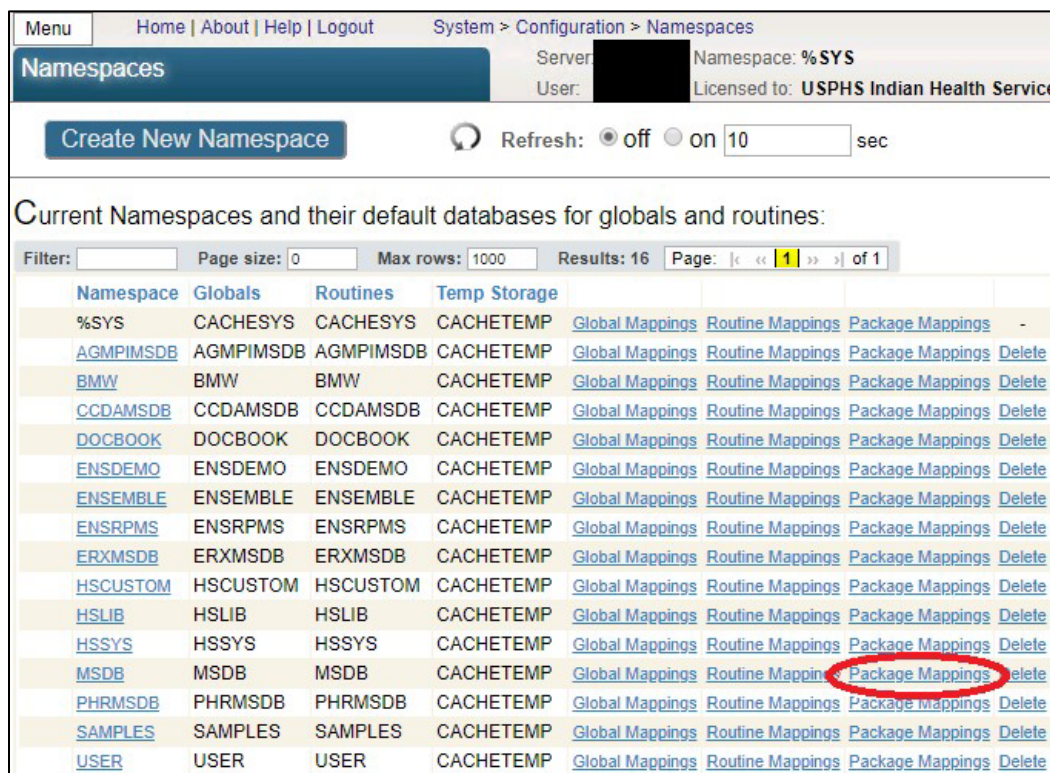 Menu Home | About | Help | Logout System > Configuration > Namespaces
Namespaces Server: Namespace: %SYS
User: Licensed to: USPHS Indian Health Service
Create New Namespace Refresh: off on 10 sec
Current Namespaces and their default databases for globals and routines:
Filter: Page size: 0 Max rows: 1000 Results: 16 Page: |< << 1 >> >| of 1
Namespace Globals Routines Temp Storage
%SYS CACHESYS CACHESYS CACHETEMP Global Mappings Routine Mappings Package Mappings -
AGMPIMSDB AGMPIMSDB AGMPIMSDB CACHETEMP Global Mappings Routine Mappings Package Mappings Delete
BMW BMW BMW CACHETEMP Global Mappings Routine Mappings Package Mappings Delete
CCDAMSDB CCDAMSDB CCDAMSDB CACHETEMP Global Mappings Routine Mappings Package Mappings Delete
DOCBOOK DOCBOOK DOCBOOK CACHETEMP Global Mappings Routine Mappings Package Mappings Delete
ENSDEMO ENSDEMO ENSDEMO CACHETEMP Global Mappings Routine Mappings Package Mappings Delete
ENSEMBLE ENSEMBLE ENSEMBLE CACHETEMP Global Mappings Routine Mappings Package Mappings Delete
ENSRPMS ENSRPMS ENSRPMS CACHETEMP Global Mappings Routine Mappings Package Mappings Delete
ERXMSDB ERXMSDB ERXMSDB CACHETEMP Global Mappings Routine Mappings Package Mappings Delete
HSCUSTOM HSCUSTOM HSCUSTOM CACHETEMP Global Mappings Routine Mappings Package Mappings Delete
HSLIB HSLIB HSLIB CACHETEMP Global Mappings Routine Mappings Package Mappings Delete
HSSYS HSSYS HSSYS CACHETEMP Global Mappings Routine Mappings Package Mappings Delete
MSDB MSDB MSDB CACHETEMP Global Mappings Routine Mappings Package Mappings Delete
PHRMSDB PHRMSDB PHRMSDB CACHETEMP Global Mappings Routine Mappings Package Mappings Delete
SAMPLES SAMPLES SAMPLES CACHETEMP Global Mappings Routine Mappings Package Mappings Delete
USER USER USER CACHETEMP Global Mappings Routine Mappings Package Mappings Delete